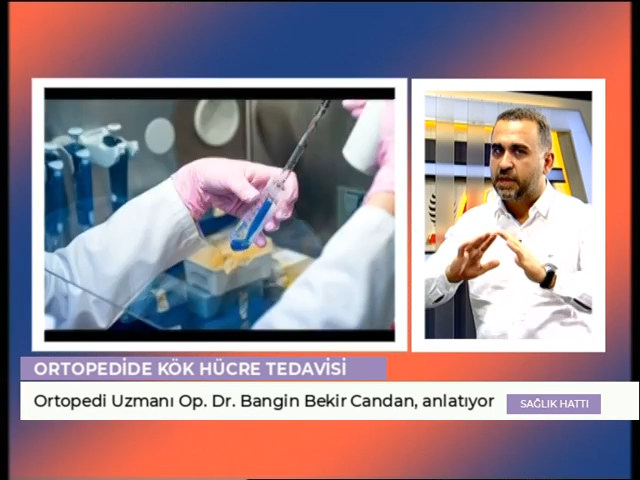 ORTOPEDİDE KÖK HÜCRE TEDAVİSİ
Ortopedi Uzmanı Op. Dr. Bangin Bekir Candan, anlatıyor
SAĞLIK HATTI